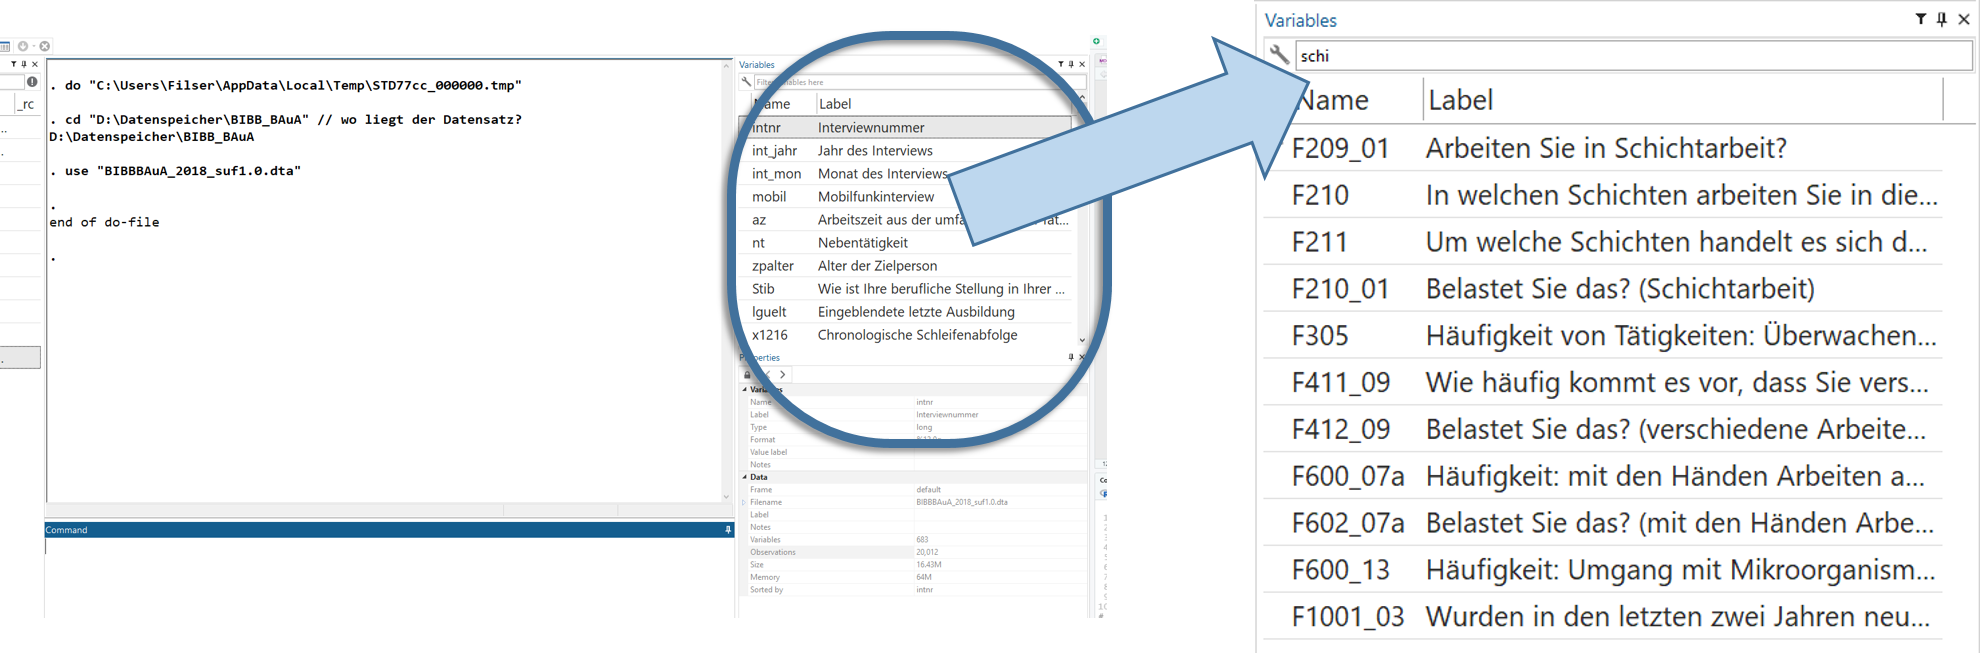 _rc
. do "C:\Users\Filser\AppData\Local\Temp\STD77cc_000000.tmp"
. cd "D:\Datenspeicher\BIBB_BAuA" // wo liegt der Datensatz?
D:\Datenspeicher\BIBB_BAuA
. use "BIBBBAuA_2018_suf1.0.dta"
.
end of do-file
.
Command
Variables
Name Label
intnr Interviewnummer
int_jahr Jahr des Interviews
int_mon Monat des Interviews
mobil Mobilfunkinterview
az Arbeitszeit aus der
nt Nebentätigkeit
zpalter Alter der Zielperson
Stib Wie ist Ihre berufliche Stellung in Ihrer ...
lguelt Eingeblendete letzte Ausbildung
x1216 Chronologische Schleifenabfolge
Properties
Variables
Name intnr
Label Interviewnummer
Type long
Format
Value label
Notes
Data
Frame default
Filename BIBBBAuA_2018_suf1.0.dta
Label
Notes
Variables 683
Observations 20,012
Size 16.43M
Memory 64M
Sorted by intnr
Variables
schi
Name Label
F209_01 Arbeiten Sie in Schichtarbeit?
F210 In welchen Schichten arbeiten Sie in die...
F211 Um welche Schichten handelt es sich d...
F210_01 Belastet Sie das? (Schichtarbeit)
F305 Häufigkeit von Tätigkeiten: Überwachen...
F411_09 Wie häufig kommt es vor, dass Sie vers...
F412_09 Belastet Sie das? (verschiedene Arbeite...
F600_07a Häufigkeit: mit den Händen Arbeiten a...
F602_07a Belastet Sie das? (mit den Händen Arbe...
F600_13 Häufigkeit: Umgang mit Mikroorganism...
F1001_03 Wurden in den letzten zwei Jahren neu...